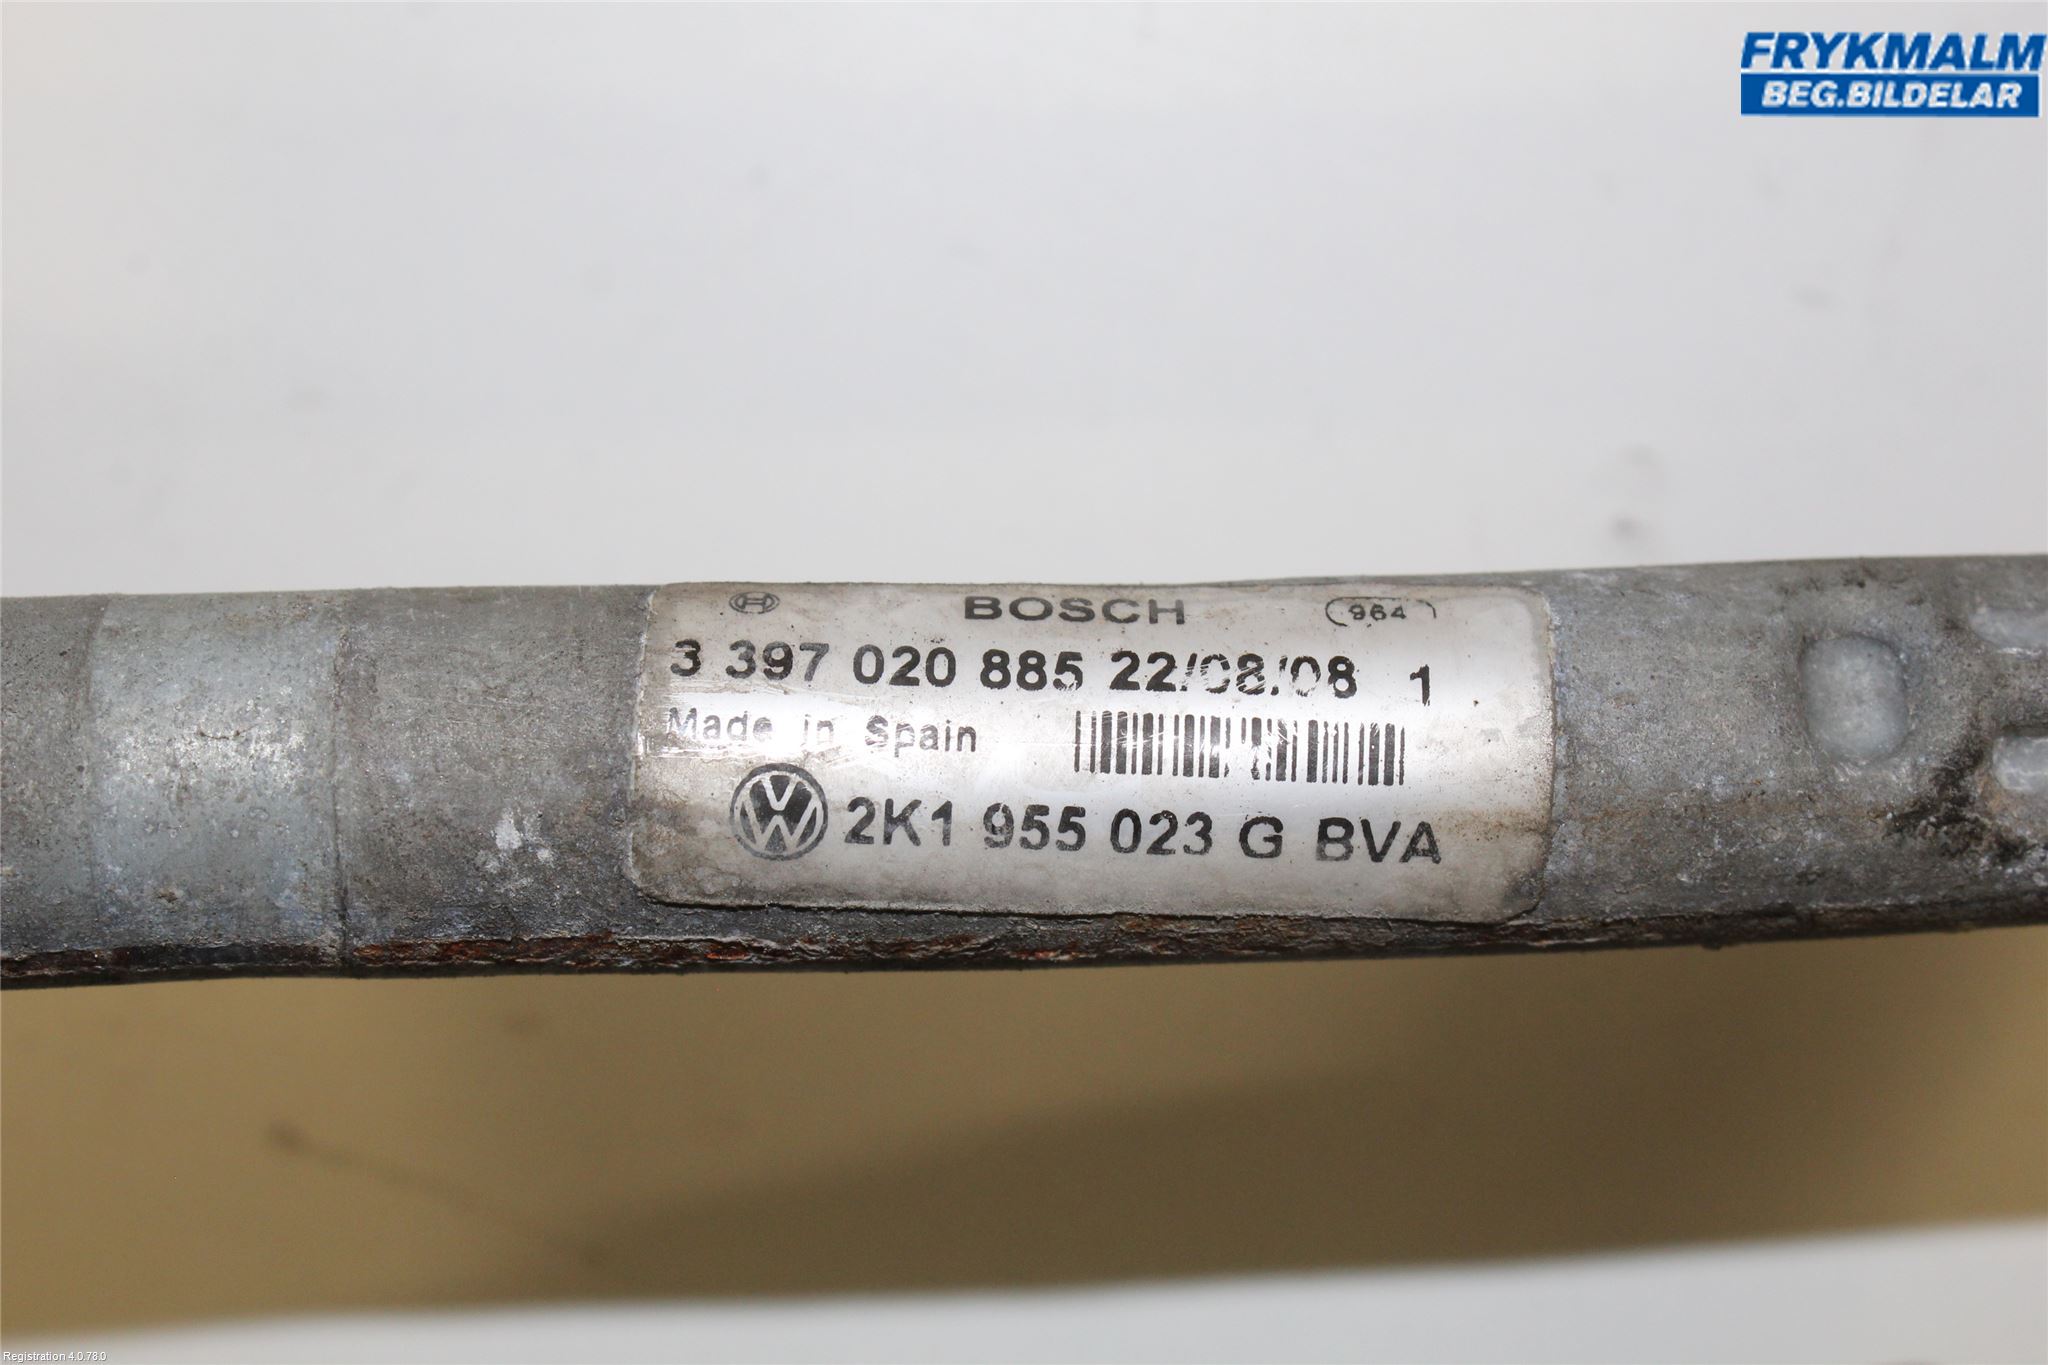 FRYKMALM
BEG.BILDELAR
BOSCH 964
3 397 020 885 22/08/08 1
Made in Spain
2K1 955 023 G BVA
Registration 4.0.78.0